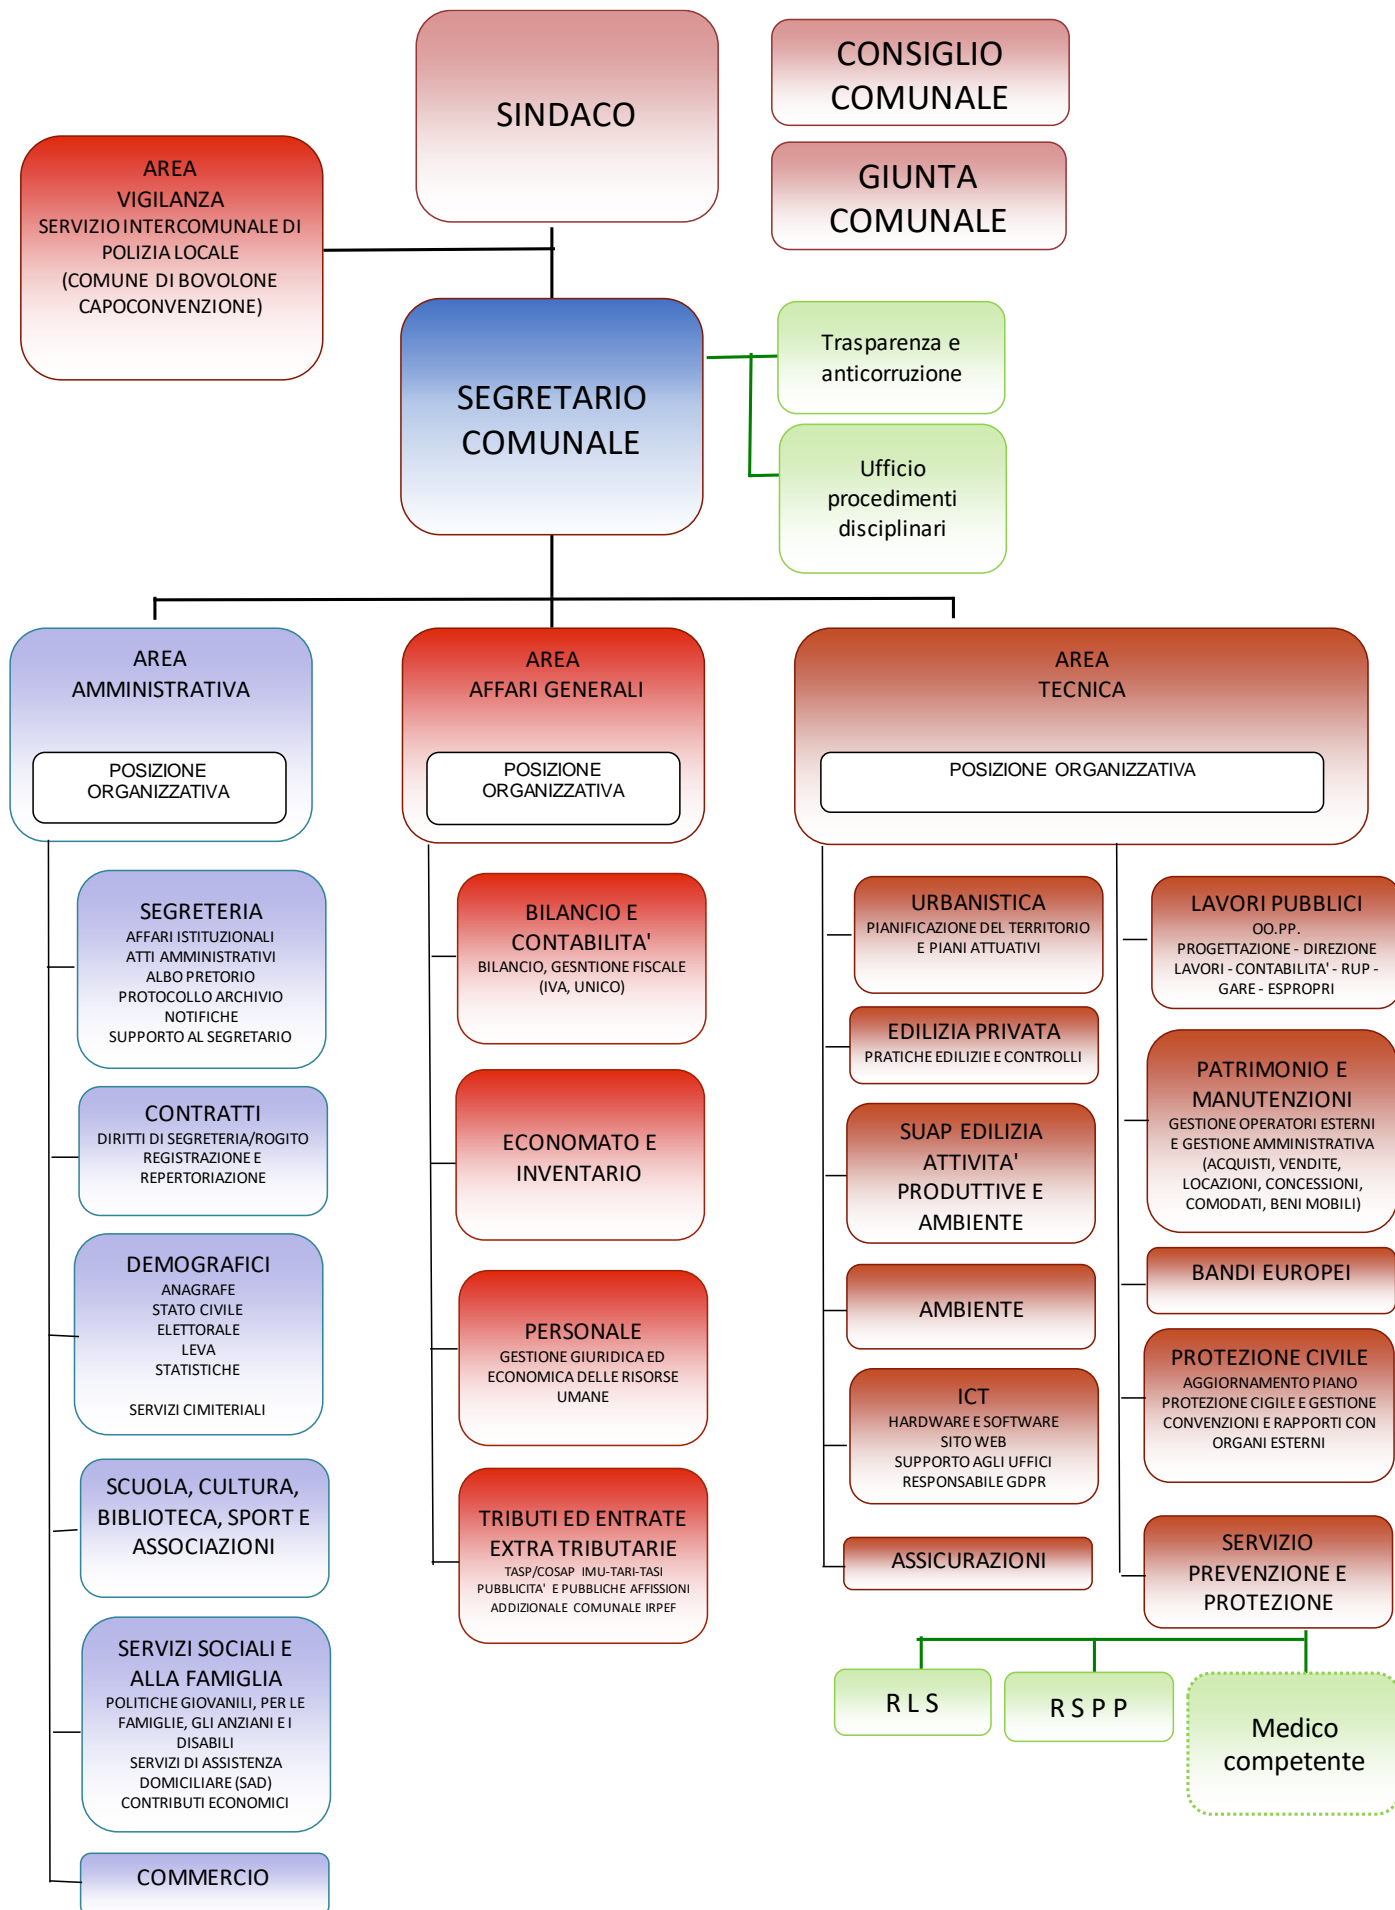 SINDACO
CONSIGLIO
COMUNALE
GIUNTA
COMUNALE
AREA
VIGILANZA
SERVIZIO INTERCOMUNALE DI
POLIZIA LOCALE
(COMUNE DI BOVOLONE
CAPOCONVENZIONE)
SEGRETARIO
COMUNALE
Trasparenza e
anticorruzione
Ufficio
procedimenti
disciplinari
AREA
AMMINISTRATIVA
POSIZIONE
ORGANIZZATIVA
AREA
AFFARI GENERALI
POSIZIONE
ORGANIZZATIVA
AREA
TECNICA
POSIZIONE ORGANIZZATIVA
SEGRETERIA
AFFARI ISTITUZIONALI
ATTI AMMINISTRATIVI
ALBO PRETORIO
PROTOCOLLO ARCHIVIO
NOTIFICHE
SUPPORTO AL SEGRETARIO
CONTRATTI
DIRITTI DI SEGRETERIA/ROGITO
REGISTRAZIONE E
REPERTORIAZIONE
DEMOGRAFICI
ANAGRAFE
STATO CIVILE
ELETTORALE
LEVA
STATISTICHE
SERVIZI CIMITERIALI
SCUOLA, CULTURA,
BIBLIOTECA, SPORT E
ASSOCIAZIONI
SERVIZI SOCIALI E
ALLA FAMIGLIA
POLITICHE GIOVANILI, PER LE
FAMIGLIE, GLI ANZIANI E I
DISABILI
SERVIZI DI ASSISTENZA
DOMICILIARE (SAD)
CONTRIBUTI ECONOMICI
COMMERCIO
BILANCIO E
CONTABILITA'
BILANCIO, GESNTIONE FISCALE
(IVA, UNICO)
ECONOMATO E
INVENTARIO
PERSONALE
GESTIONE GIURIDICA ED
ECONOMICA DELLE RISORSE
UMANE
TRIBUTI ED ENTRATE
EXTRA TRIBUTARIE
TASP/COSAP IMU-TARI-TASI
PUBBLICITA' E PUBBLICHE AFFISSIONI
ADDIZIONALE COMUNALE IRPEF
URBANISTICA
PIANIFICAZIONE DEL TERRITORIO
E PIANI ATTUATIVI
EDILIZIA PRIVATA
PRATICHE EDILIZIE E CONTROLLI
SUAP EDILIZIA
ATTIVITA'
PRODUTTIVE E
AMBIENTE
AMBIENTE
ICT
HARDWARE E SOFTWARE
SITO WEB
SUPPORTO AGLI UFFICI
RESPONSABILE GDPR
ASSICURAZIONI
LAVORI PUBBLICI
OO.PP.
PROGETTAZIONE - DIREZIONE
LAVORI - CONTABILITA' - RUP -
GARE - ESPROPRI
PATRIMONIO E
MANUTENZIONI
GESTIONE OPERATORI ESTERNI
E GESTIONE AMMINISTRATIVA
(ACQUISTI, VENDITE,
LOCAZIONI, CONCESSIONI,
COMODATI, BENI MOBILI)
BANDI EUROPEI
PROTEZIONE CIVILE
AGGIORNAMENTO PIANO
PROTEZIONE CIGILE E GESTIONE
CONVENZIONI E RAPPORTI CON
ORGANI ESTERNI
SERVIZIO
PREVENZIONE E
PROTEZIONE
R L S
R S P P
Medico
competente